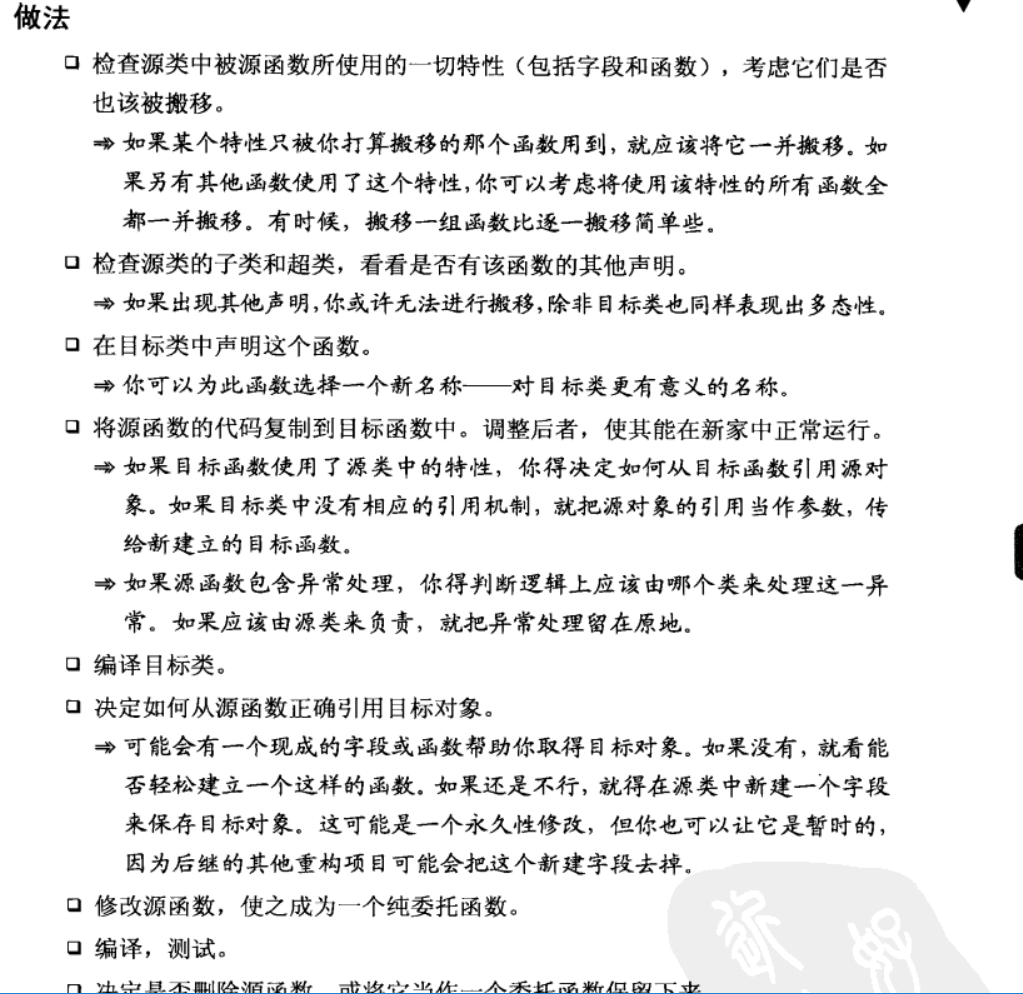 做法
检查源类中被源函数所使用的一切特性（包括字段和函数），考虑它们是否
也该被搬移。
⇒ 如果某个特性只被你打算搬移的那个函数用到，就应该将它一并搬移。如
果另有其他函数使用了这个特性，你可以考虑将使用该特性的所有函数全
都一并搬移。有时候，搬移一组函数比逐一搬移简单些。
检查源类的子类和超类，看看是否有该函数的其他声明。
⇒ 如果出现其他声明，你或许无法进行搬移，除非目标类也同样表现出多态性。
在目标类中声明这个函数。
⇒ 你可以为此函数选择一个新名称——对目标类更有意义的名称。
将源函数的代码复制到目标函数中。调整后者，使其能在新家中正常运行。
⇒ 如果目标函数使用了源类中的特性，你得决定如何从目标函数引用源对
象。如果目标类中没有相应的引用机制，就把源对象的引用当作参数，传
给新建立的目标函数。
⇒ 如果源函数包含异常处理，你得判断逻辑上应该由哪个类来处理这一异
常。如果应该由源类来负责，就把异常处理留在原地。
编译目标类。
决定如何从源函数正确引用目标对象。
⇒ 可能会有一个现成的字段或函数帮助你取得目标对象。如果没有，就看能
否轻松建立一个这样的函数。如果还是不行，就得在源类中新建一个字段
来保存目标对象。这可能是一个永久性修改，但你也可以让它是暂时的，
因为后继的其他重构项目可能会把这个新建字段去掉。
修改源函数，使之成为一个纯委托函数。
编译，测试。
决定是否删除源函数，或将它当作一个委托函数保留下来